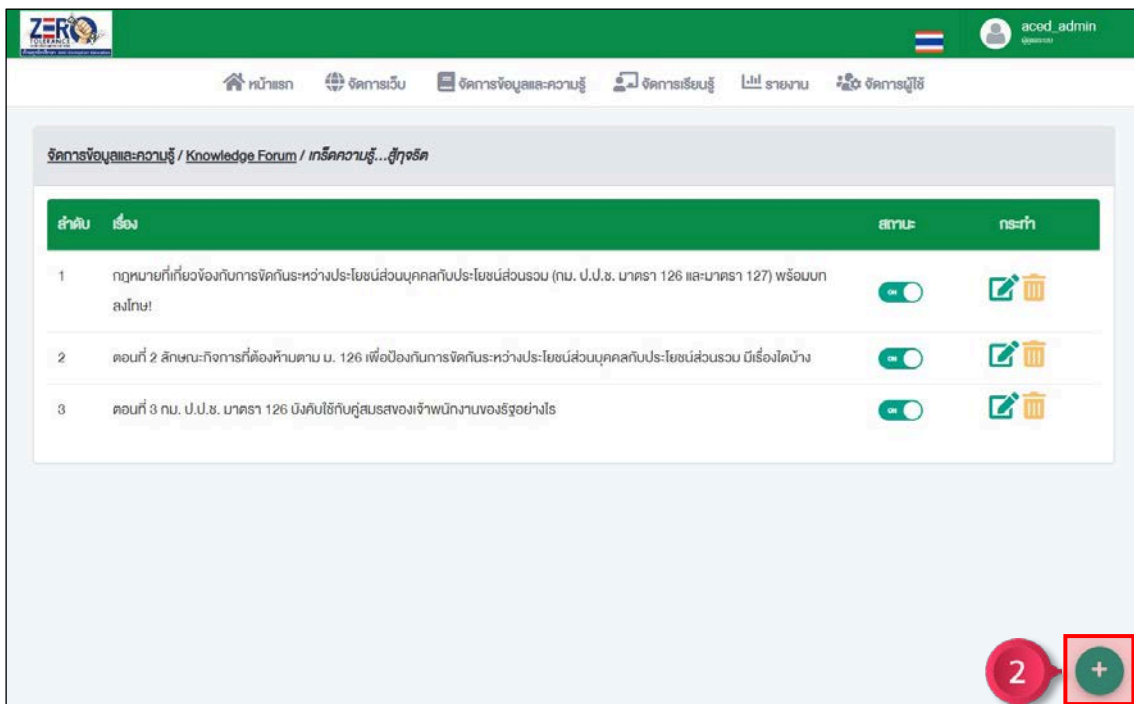 ZERO
TOLERANCE
aced_admin
ผู้ดูแลระบบ
หน้าแรก จัดการเว็บ จัดการข้อมูลและความรู้ จัดการเรียนรู้ รายงาน จัดการผู้ใช้
จัดการข้อมูลและความรู้ / Knowledge Forum / เกร็ดความรู้...สู้ทุจริต
ลำดับ เรื่อง สถานะ กระทำ
1 กฎหมายที่เกี่ยวข้องกับการขัดกันระหว่างประโยชน์ส่วนบุคคลกับประโยชน์ส่วนรวม (กม. ป.ป.ช. มาตรา 126 และมาตรา 127) พร้อมบท ON
ลงโทษ!
2 ตอนที่ 2 ลักษณะกิจการที่ต้องห้ามตาม ม. 126 เพื่อป้องกันการขัดกันระหว่างประโยชน์ส่วนบุคคลกับประโยชน์ส่วนรวม มีเรื่องใดบ้าง ON
3 ตอนที่ 3 กม. ป.ป.ช. มาตรา 126 บังคับใช้กับคู่สมรสของเจ้าพนักงานของรัฐอย่างไร ON
2 +